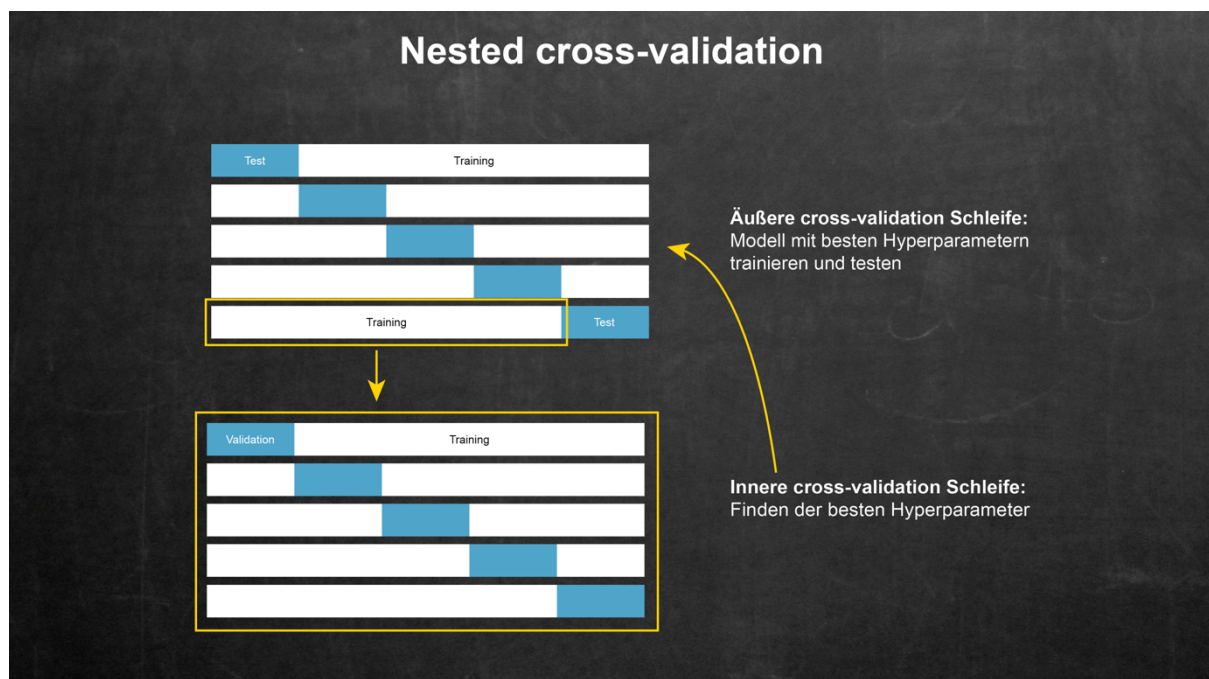 Nested cross-validation
Test
Training
Training
Test
Validation
Training
Äußere cross-validation Schleife:
Modell mit besten Hyperparametern
trainieren und testen
Innere cross-validation Schleife:
Finden der besten Hyperparameter